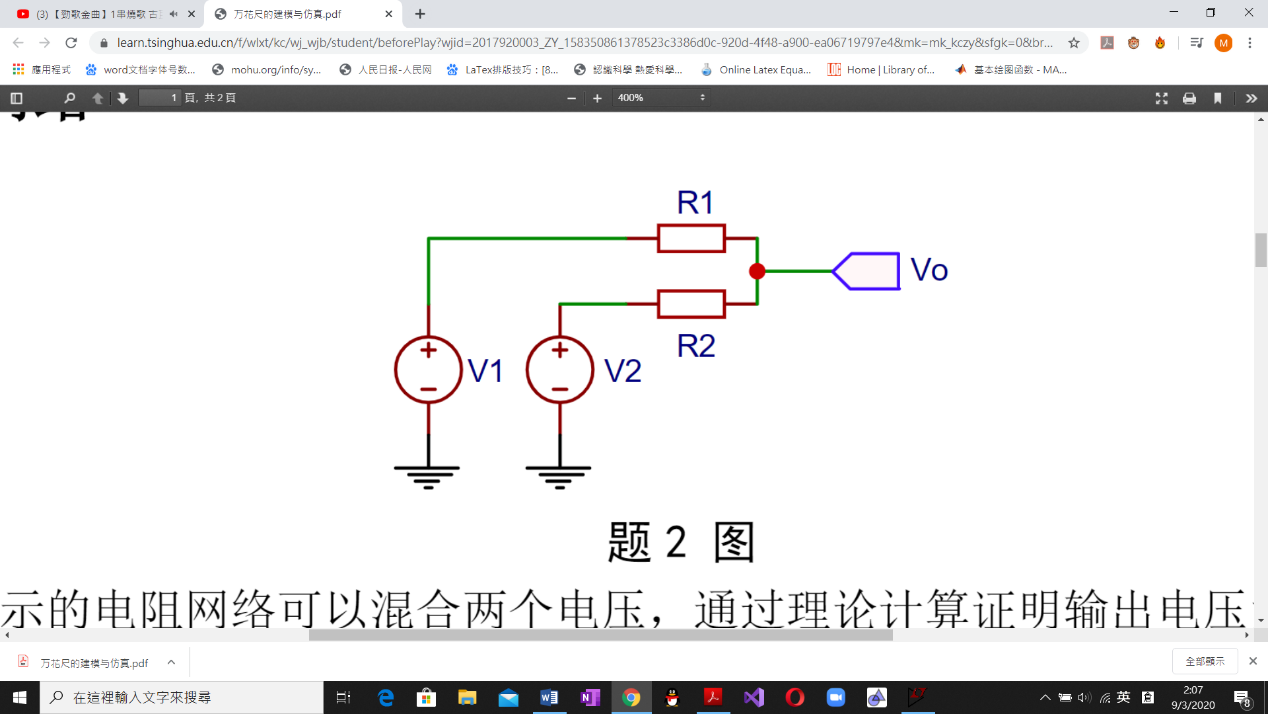 (3)【勁歌金曲】1串燒歌 古
万花尺的建模与仿真.pdf
learn.tsinghua.edu.cn/f/wlxt/kc/wj_wjb/student/beforePlay?wjid=2017020003_ZY_158350861378523c3386d0c-920d-4f48-a900-ea06719797e4&mk=mk_kczy&sfgk=0&br...
M
應用程式
word文档字体号数...
mohu.org/info/sy...
人民日报-人民网
LaTex排版技巧：[8...
認識科學 熱愛科學...
Online Latex Equa...
Home | Library of...
基本绘图函数 - MA...
1 页，共 2 页
400%
R1
Vo
R2
V1
V2
题 2 图
示的电阻网络可以混合两个电压，通过理论计算证明输出电压
万花尺的建模与仿真.pdf
全部顯示
在這裡輸入文字來搜尋
英
2:07
9/3/2020
8